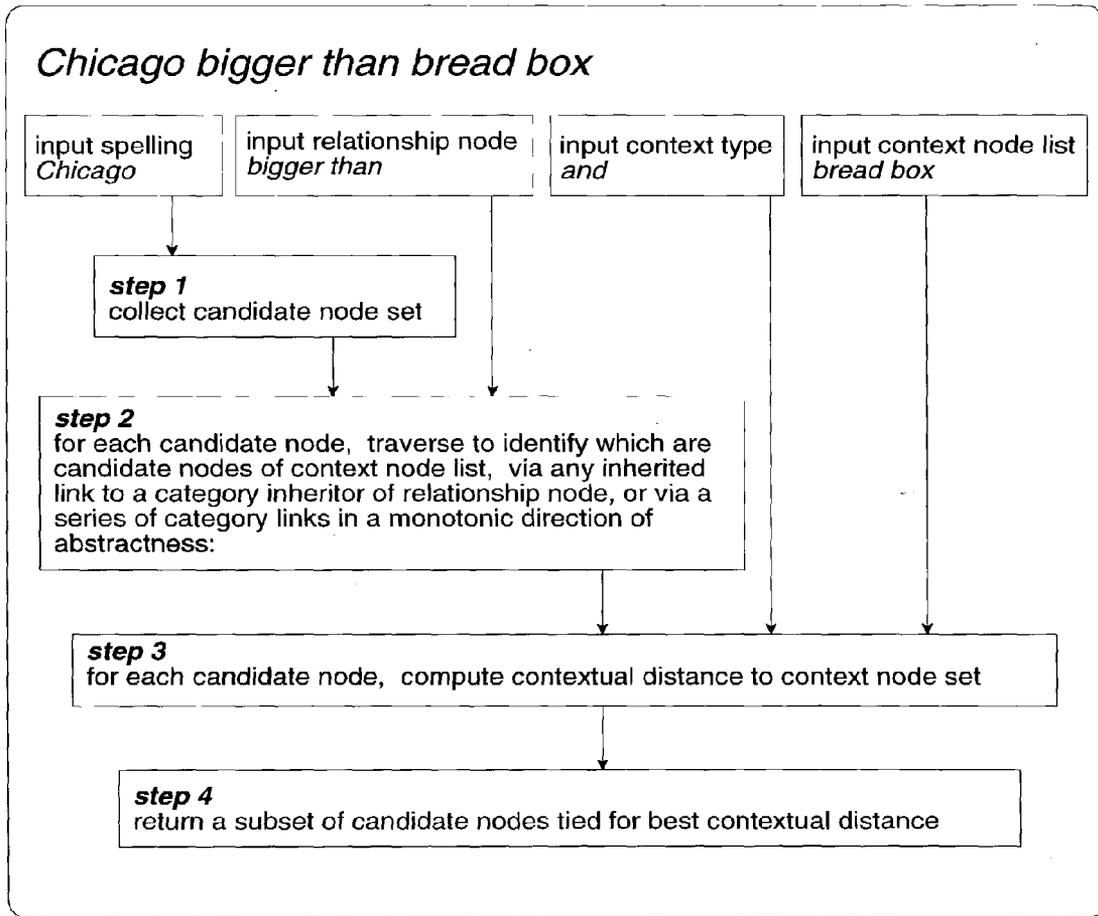 Chicago bigger than bread box
input spelling
Chicago
input relationship node
bigger than
input context type
and
input context node list
bread box
step 1
collect candidate node set
step 2
for each candidate node, traverse to identify which are
candidate nodes of context node list, via any inherited
link to a category inheritor of relationship node, or via a
series of category links in a monotonic direction of
abstractness:
step 3
for each candidate node, compute contextual distance to context node set
step 4
return a subset of candidate nodes tied for best contextual distance